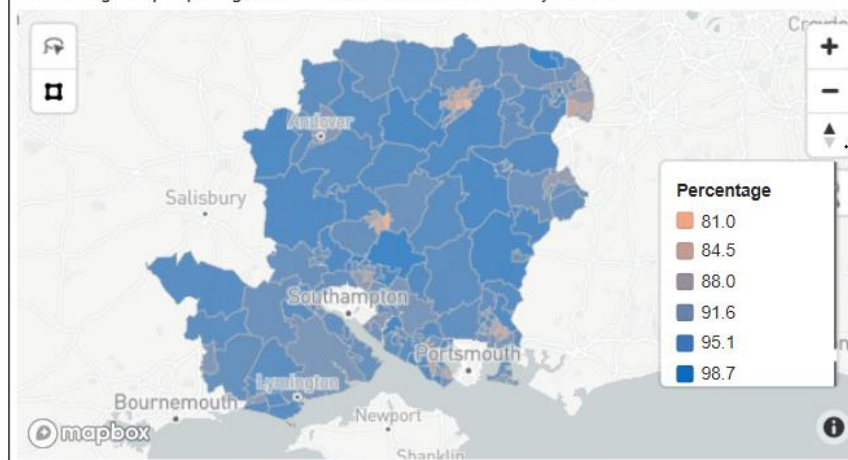 Croydo
Andover
Salisbury
Percentage
81.0
84.5
88.0
91.6
95.1
98.7
Southampton
Portsmouth
Lymington
Bournemouth
Newport
Shanklin
mapbox